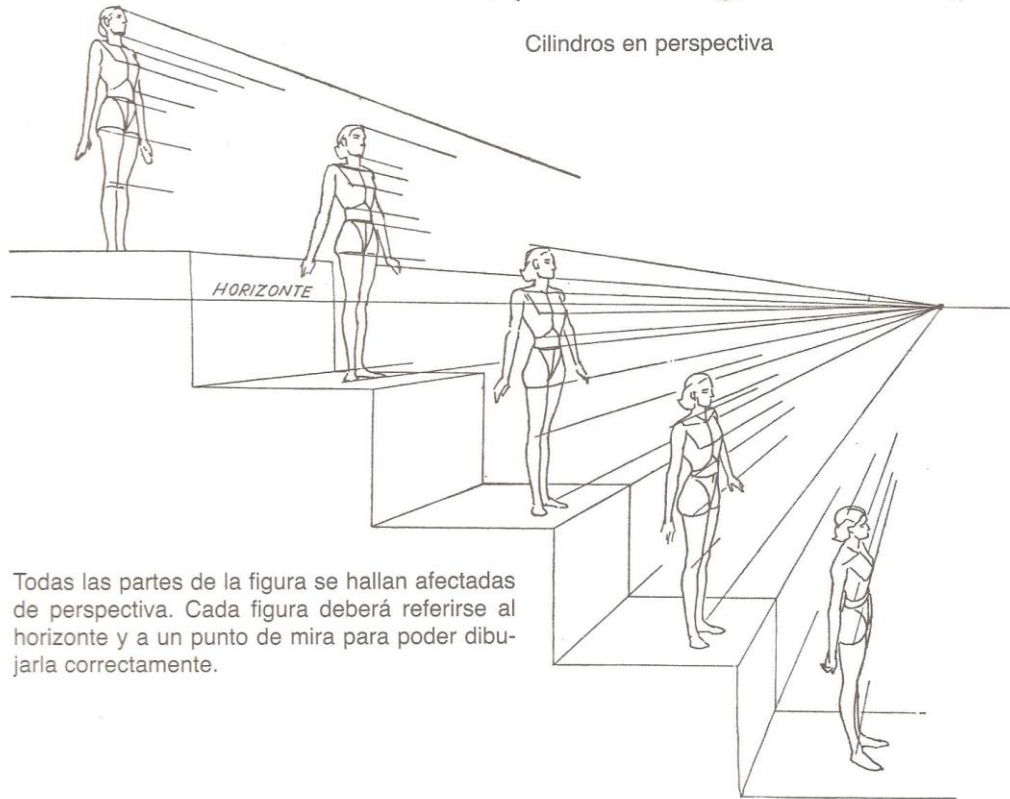 Cilindros en perspectiva
HORIZONTE
Todas las partes de la figura se hallan afectadas
de perspectiva. Cada figura deberá referirse al
horizonte y a un punto de mira para poder dibu-
jarla correctamente.